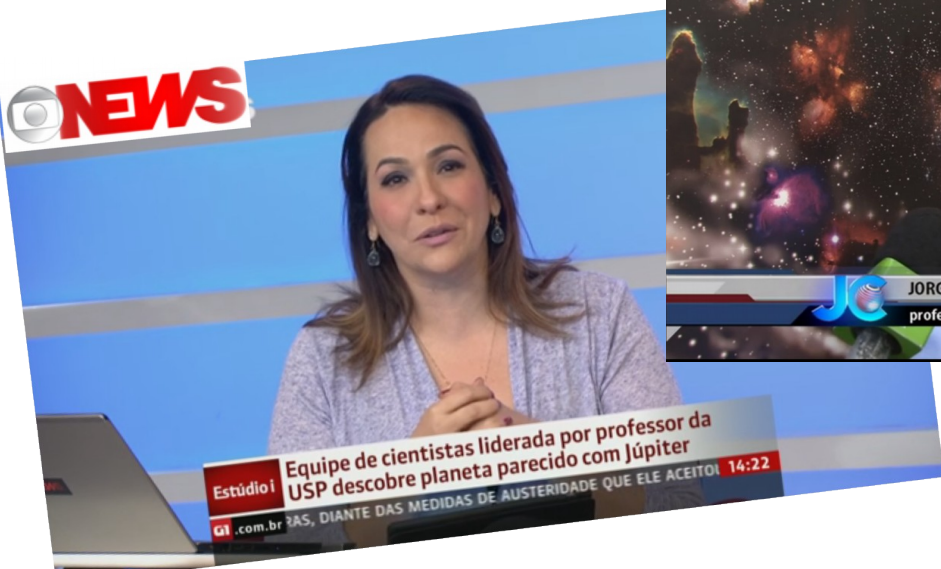 NEWS
JC
JORG
profe
Equipe de cientistas liderada por professor da
USP descobre planeta parecido com Júpiter
Estúdio i
14:22
G1 .com.br RAS, DIANTE DAS MEDIDAS DE AUSTERIDADE QUE ELE ACEITOU